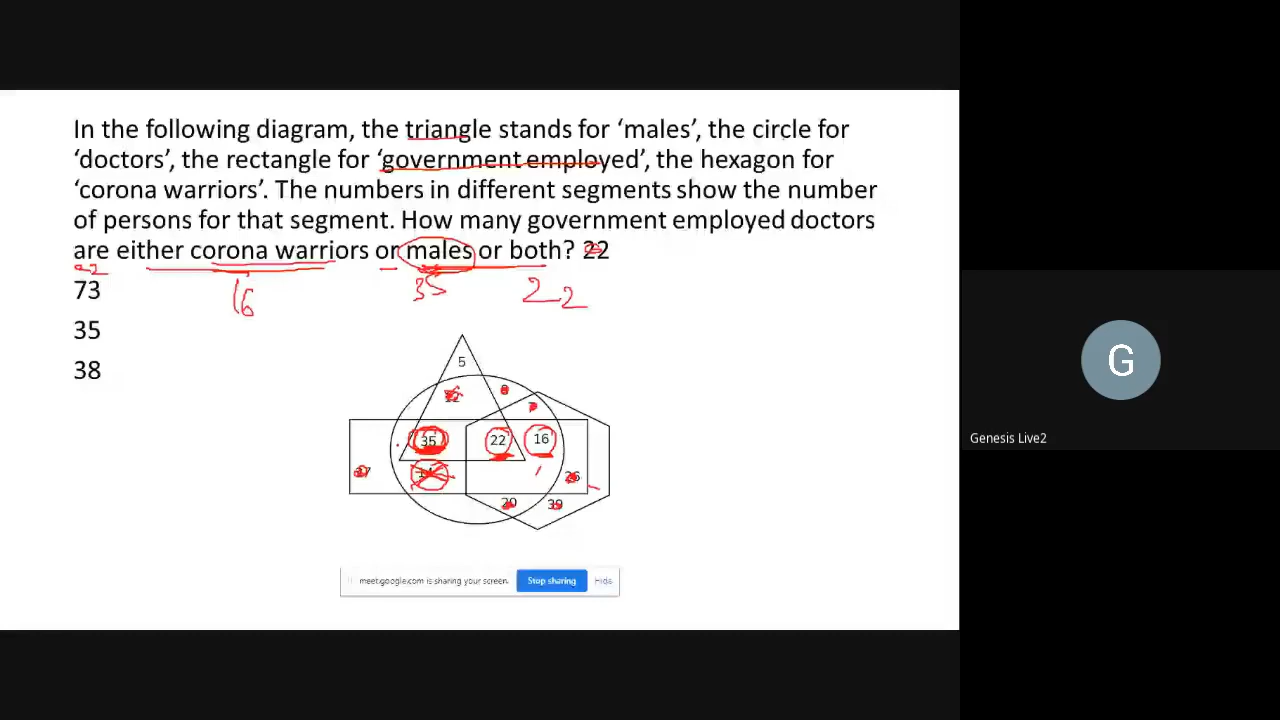 In the following diagram, the triangle stands for ‘males’, the circle for
‘doctors’, the rectangle for ‘government employed’, the hexagon for
‘corona warriors’. The numbers in different segments show the number
of persons for that segment. How many government employed doctors
are either corona warriors or males or both? 22
73
16 35 22
35
38
5
35 22 16
meet.google.com is sharing your screen.
Stop sharing
Hide
G
Genesis Live2